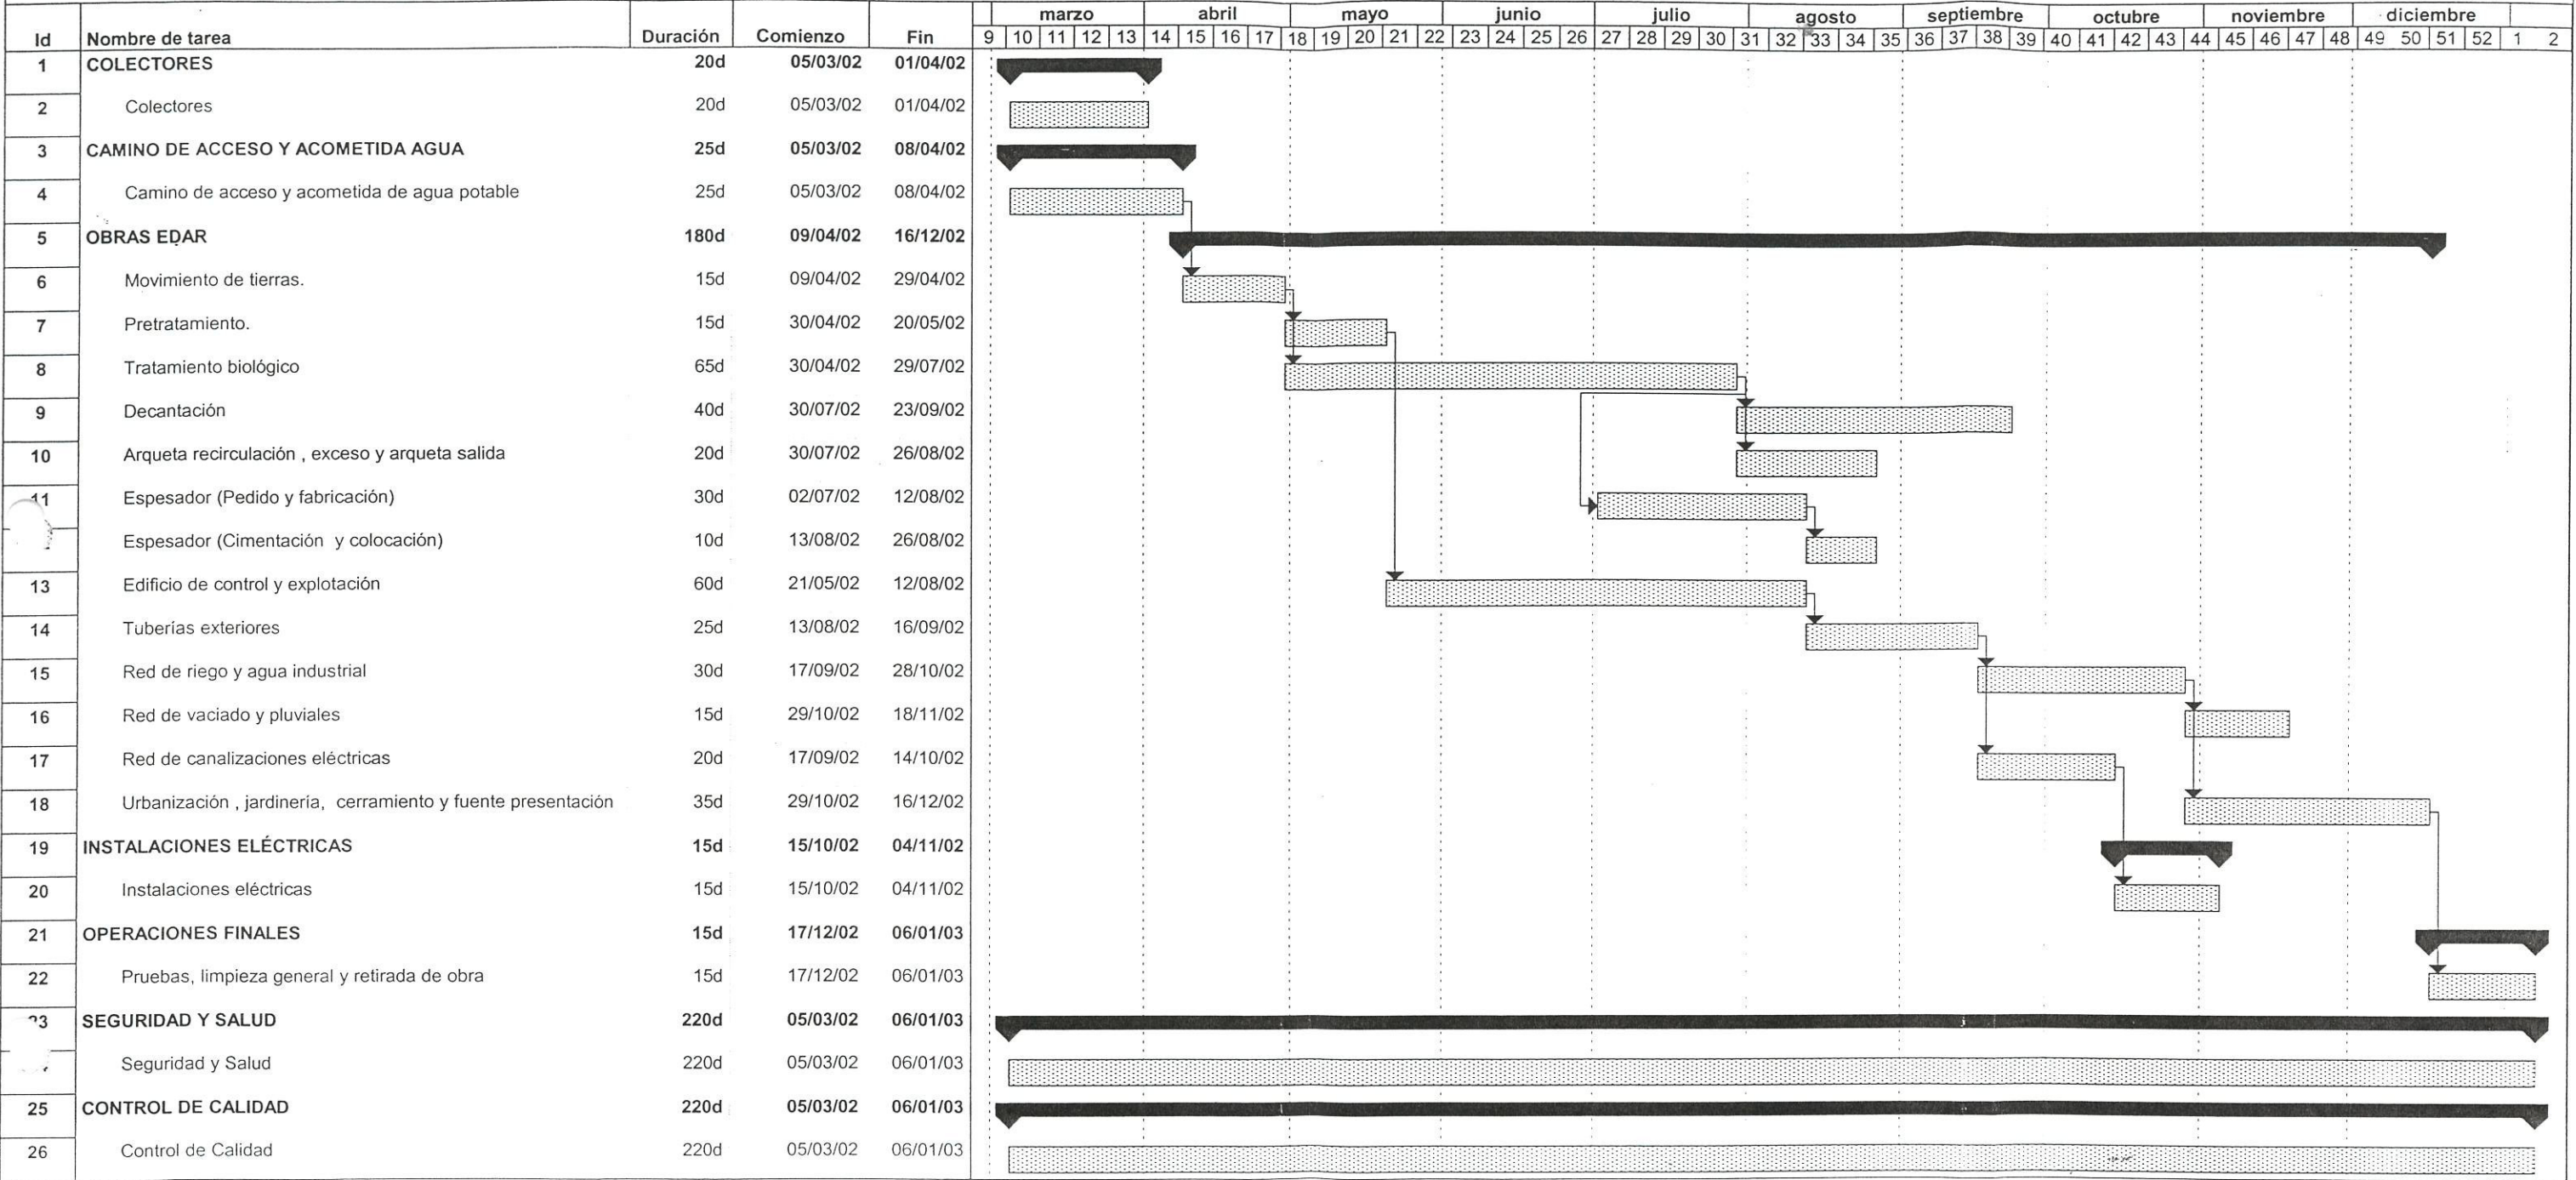 marzo abril mayo junio julio agosto septiembre octubre noviembre diciembre
Id Nombre de tarea Duración Comienzo Fin 9 10 11 12 13 14 15 16 17 18 19 20 21 22 23 24 25 26 27 28 29 30 31 32 33 34 35 36 37 38 39 40 41 42 43 44 45 46 47 48 49 50 51 52 1 2
1 COLECTORES 20d 05/03/02 01/04/02
2 Colectores 20d 05/03/02 01/04/02
3 CAMINO DE ACCESO Y ACOMETIDA AGUA 25d 05/03/02 08/04/02
4 Camino de acceso y acometida de agua potable 25d 05/03/02 08/04/02
5 OBRAS EDAR 180d 09/04/02 16/12/02
6 Movimiento de tierras. 15d 09/04/02 29/04/02
7 Pretratamiento. 15d 30/04/02 20/05/02
8 Tratamiento biológico 65d 30/04/02 29/07/02
9 Decantación 40d 30/07/02 23/09/02
10 Arqueta recirculación , exceso y arqueta salida 20d 30/07/02 26/08/02
11 Espesador (Pedido y fabricación) 30d 02/07/02 12/08/02
Espesador (Cimentación y colocación) 10d 13/08/02 26/08/02
13 Edificio de control y explotación 60d 21/05/02 12/08/02
14 Tuberías exteriores 25d 13/08/02 16/09/02
15 Red de riego y agua industrial 30d 17/09/02 28/10/02
16 Red de vaciado y pluviales 15d 29/10/02 18/11/02
17 Red de canalizaciones eléctricas 20d 17/09/02 14/10/02
18 Urbanización , jardinería, cerramiento y fuente presentación 35d 29/10/02 16/12/02
19 INSTALACIONES ELÉCTRICAS 15d 15/10/02 04/11/02
20 Instalaciones eléctricas 15d 15/10/02 04/11/02
21 OPERACIONES FINALES 15d 17/12/02 06/01/03
22 Pruebas, limpieza general y retirada de obra 15d 17/12/02 06/01/03
23 SEGURIDAD Y SALUD 220d 05/03/02 06/01/03
Seguridad y Salud 220d 05/03/02 06/01/03
25 CONTROL DE CALIDAD 220d 05/03/02 06/01/03
26 Control de Calidad 220d 05/03/02 06/01/03